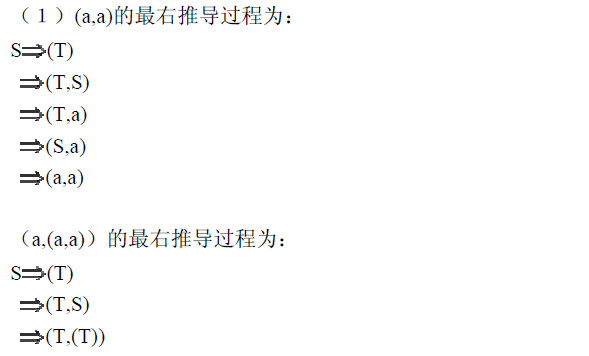 （１）(a,a)的最右推导过程为：
S⇒(T)
⇒(T,S)
⇒(T,a)
⇒(S,a)
⇒(a,a)
（a,(a,a)）的最右推导过程为：
S⇒(T)
⇒(T,S)
⇒(T,(T))